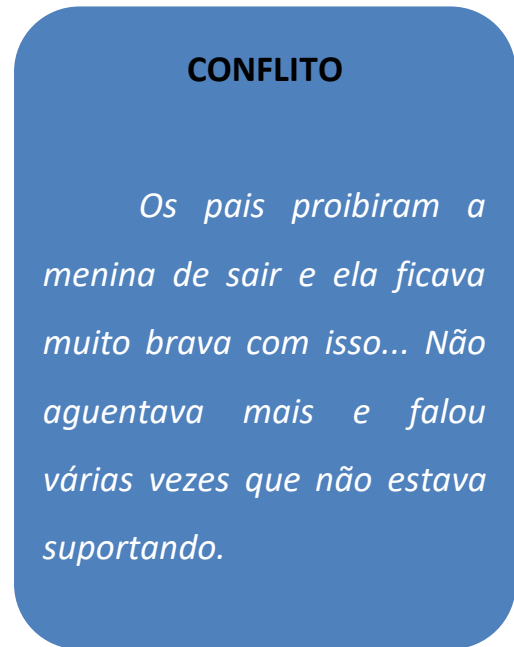 CONFLITO
Os pais proibiram a
menina de sair e ela ficava
muito brava com isso... Não
aguentava mais e falou
várias vezes que não estava
suportando.